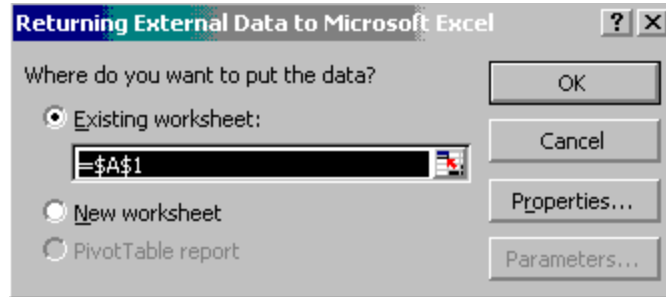 Returning External Data to Microsoft Excel
Where do you want to put the data?
Existing worksheet:
=$A$1
New worksheet
PivotTable report
OK
Cancel
Properties...
Parameters...